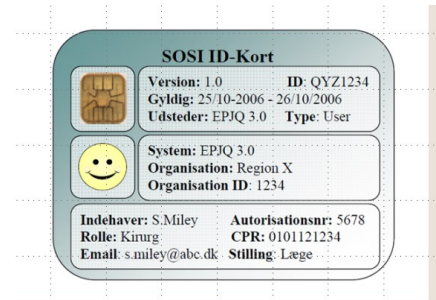 SOSI ID-Kort
Version: 1.0 ID: QYZ1234
Gyldig: 25/10-2006 - 26/10/2006
Udsteder: EPJQ 3.0 Type: User
System: EPJQ 3.0
Organisation: Region X
Organisation ID: 1234
Indehaver: S.Miley Autorisationsnr: 5678
Rolle: Kirurg CPR: 0101121234
Email: s.miley@abc.dk Stilling: Læge